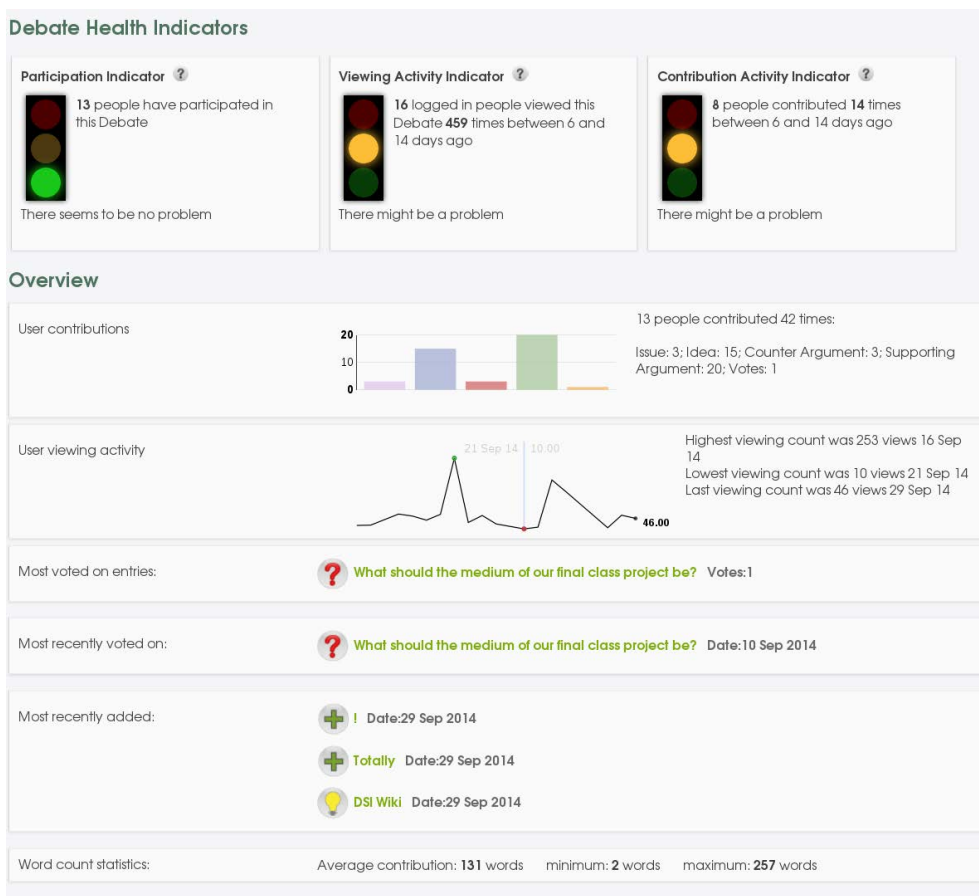 Debate Health Indicators
Participation Indicator ?
13 people have participated in
this Debate
There seems to be no problem
Viewing Activity Indicator ?
16 logged in people viewed this
Debate 459 times between 6 and
14 days ago
There might be a problem
Contribution Activity Indicator ?
8 people contributed 14 times
between 6 and 14 days ago
There might be a problem
Overview
User contributions
20
10
0
13 people contributed 42 times:
Issue: 3; Idea: 15; Counter Argument: 3; Supporting
Argument: 20; Votes: 1
User viewing activity
21 Sep 14 10.00
46.00
Highest viewing count was 253 views 16 Sep
14
Lowest viewing count was 10 views 21 Sep 14
Last viewing count was 46 views 29 Sep 14
Most voted on entries:
? What should the medium of our final class project be? Votes:1
Most recently voted on:
? What should the medium of our final class project be? Date:10 Sep 2014
Most recently added:
! Date:29 Sep 2014
Totally Date:29 Sep 2014
DSI Wiki Date:29 Sep 2014
Word count statistics:
Average contribution: 131 words minimum: 2 words maximum: 257 words